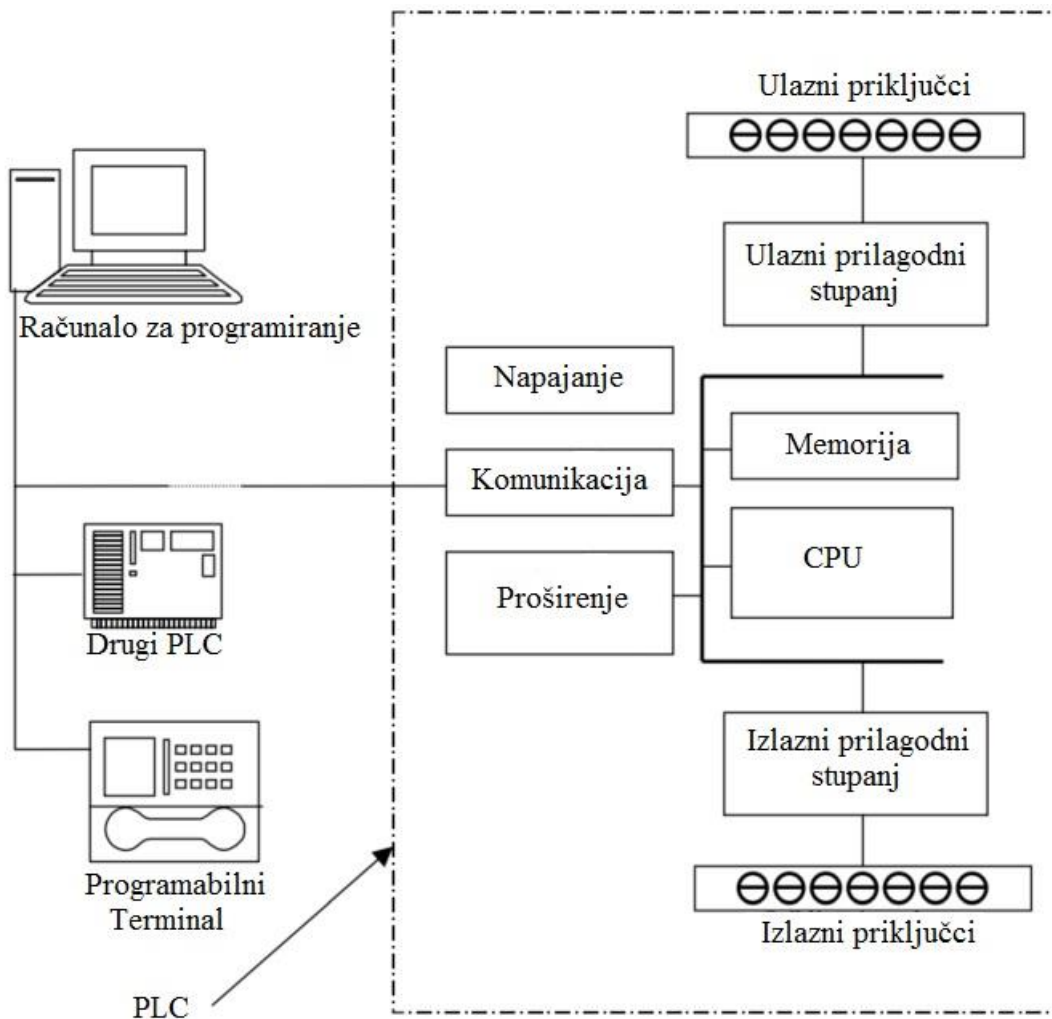 Ulazni priključci
Ulazni prilagodni
stupanj
Računalo za programiranje
Napajanje
Memorija
Komunikacija
CPU
Proširenje
Drugi PLC
Izlazni prilagodni
stupanj
Programabilni
Terminal
Izlazni priključci
PLC